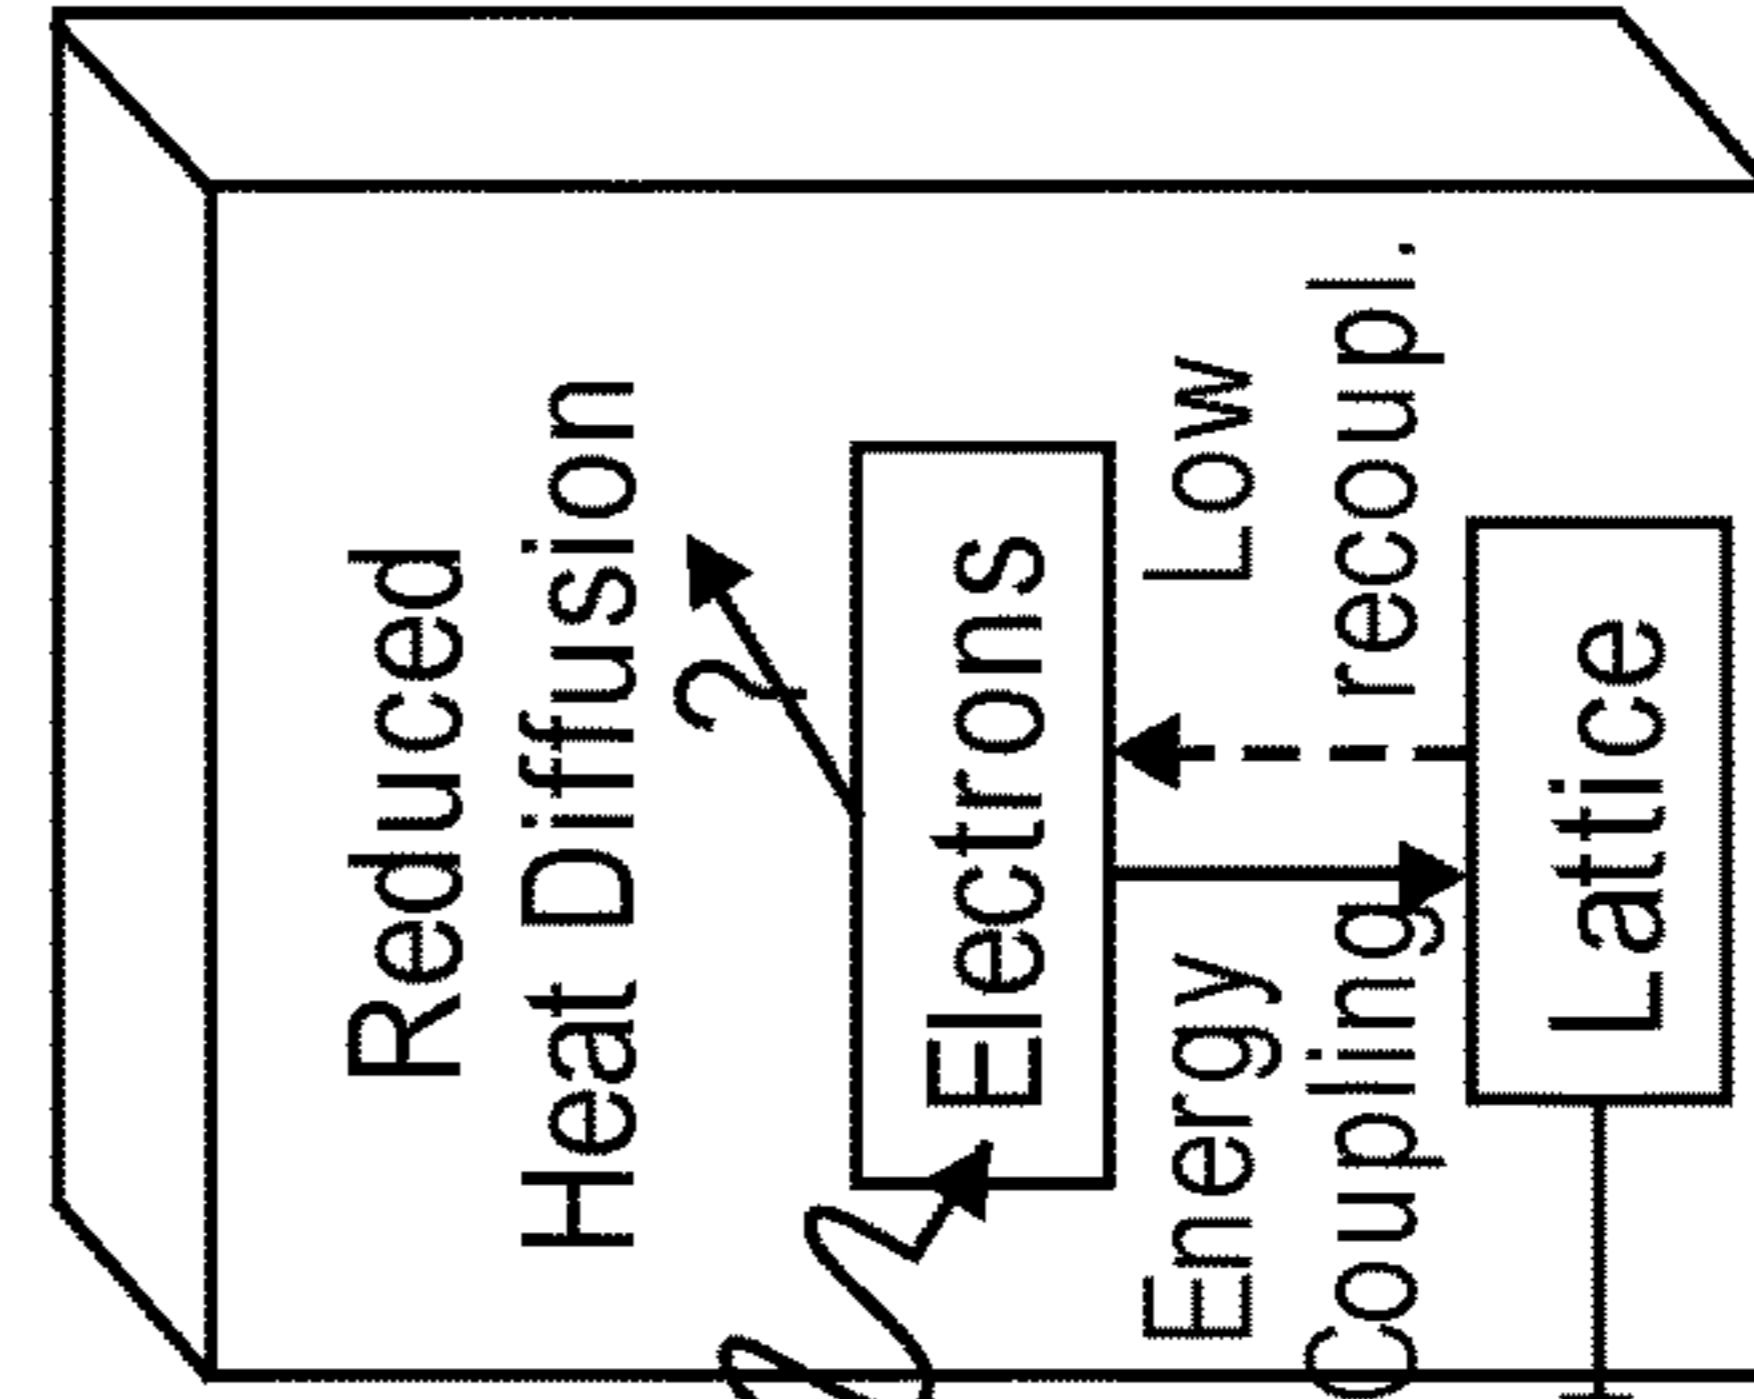 Reduced
Heat Diffusion
?
Electrons
Energy
Coupling
Low
recoupl.
Lattice